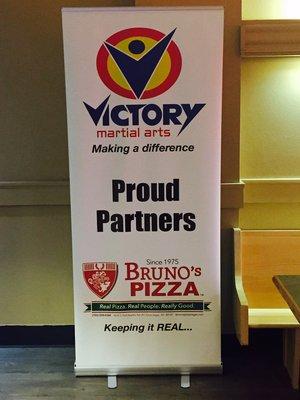 VICTORY
martial arts
Making a difference
Proud
Partners
Since 1975
BRUNO'S
PIZZA
Real Pizza. Real People. Really Good.
Keeping it REAL...